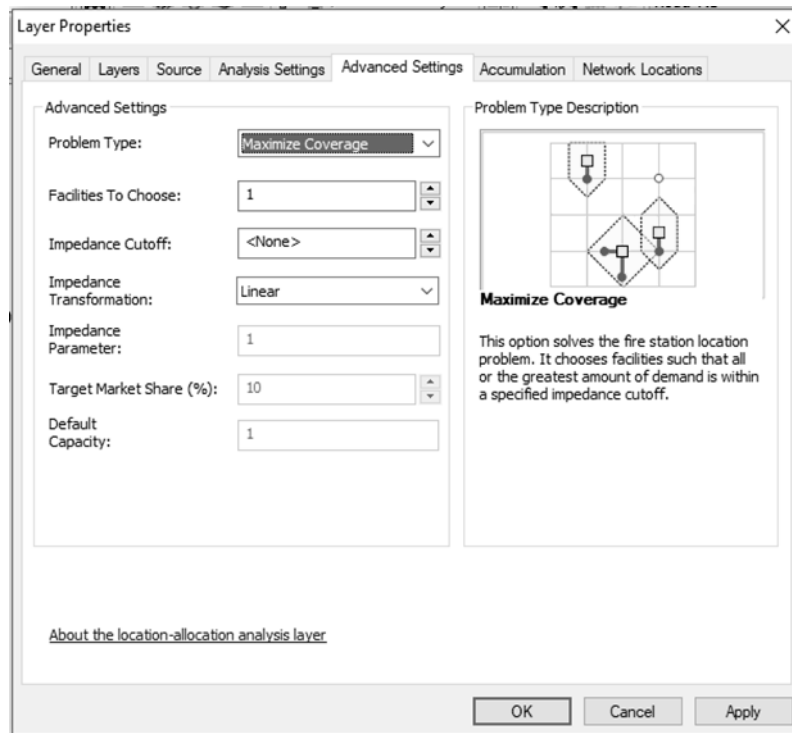 Layer Properties
General Layers Source Analysis Settings Advanced Settings Accumulation Network Locations
Advanced Settings
Problem Type: Maximize Coverage
Facilities To Choose: 1
Impedance Cutoff: <None>
Impedance
Transformation: Linear
Impedance
Parameter: 1
Target Market Share (%): 10
Default
Capacity: 1
Problem Type Description
Maximize Coverage
This option solves the fire station location
problem. It chooses facilities such that all
or the greatest amount of demand is within
a specified impedance cutoff.
About the location-allocation analysis layer
OK Cancel Apply